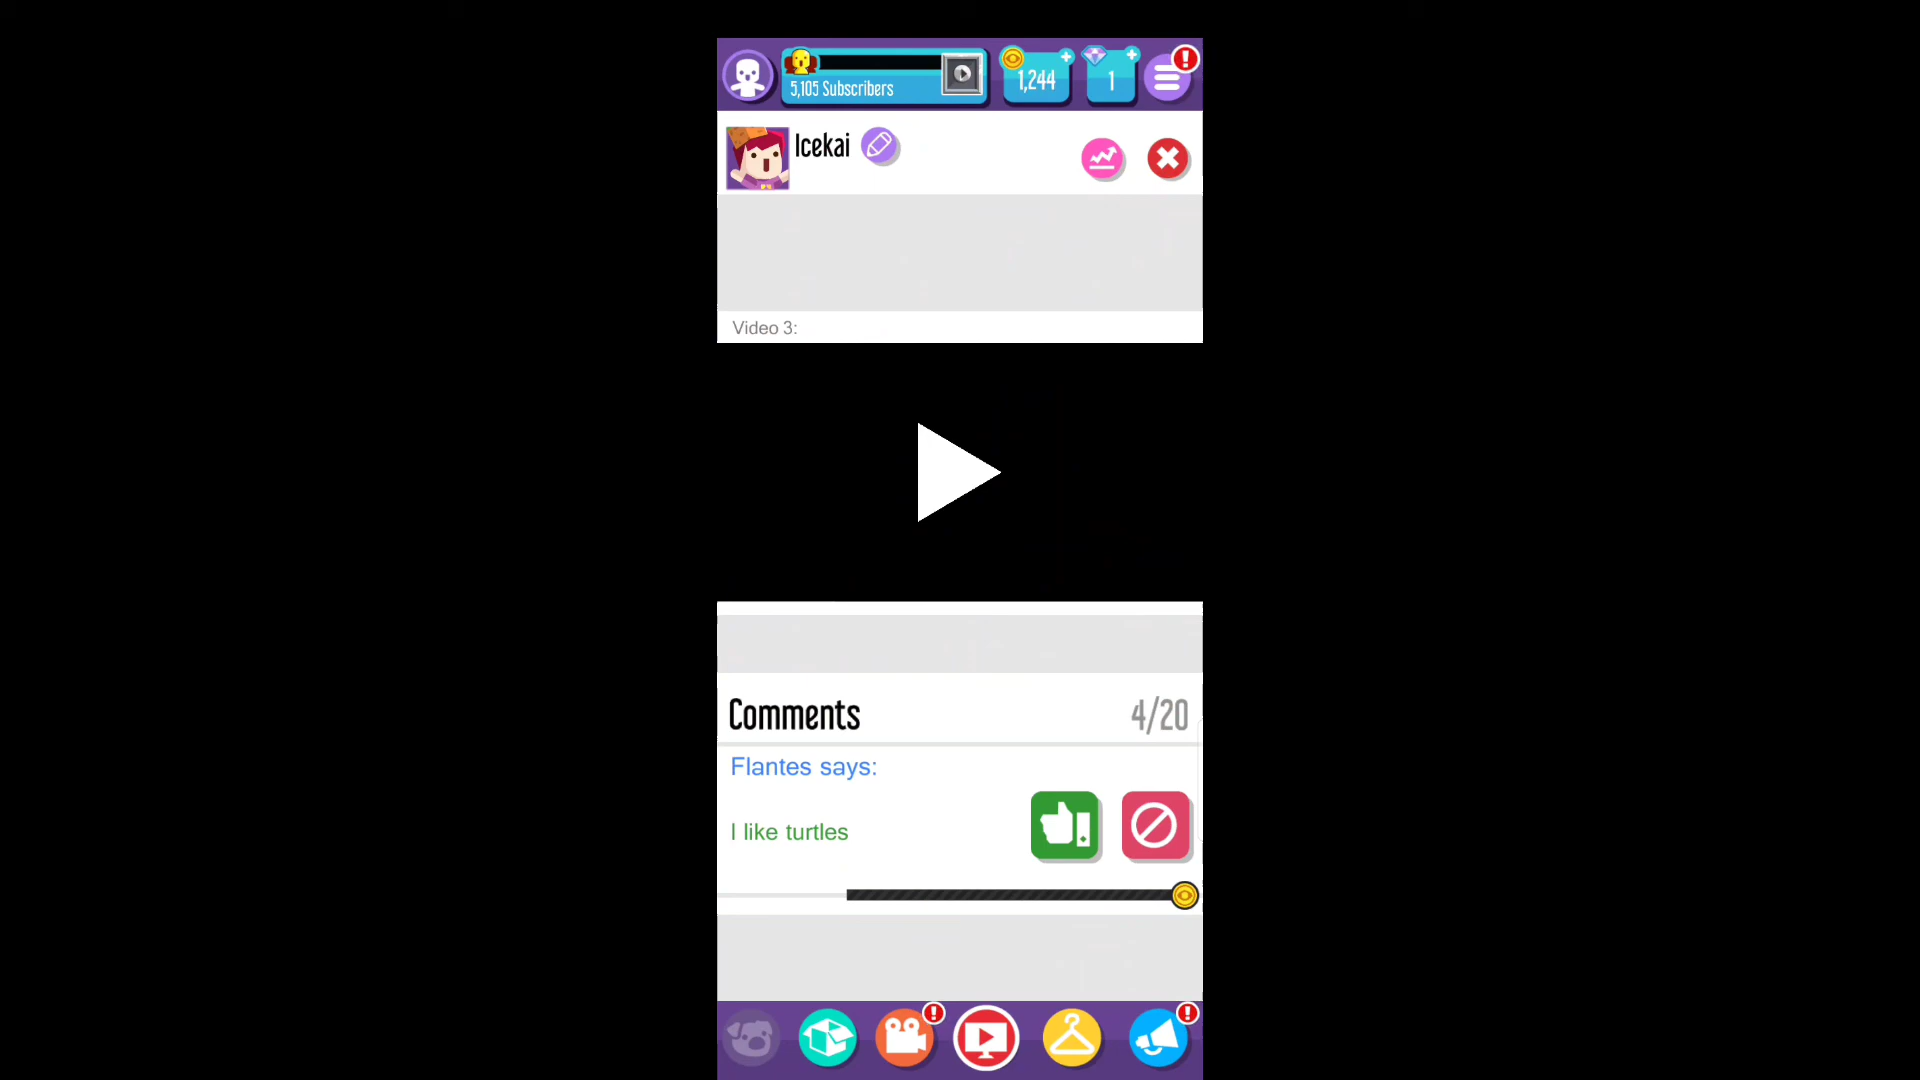 5,105 Subscribers
1,244
1
Icekai
Video 3:
Comments
4/20
Flantes says:
I like turtles